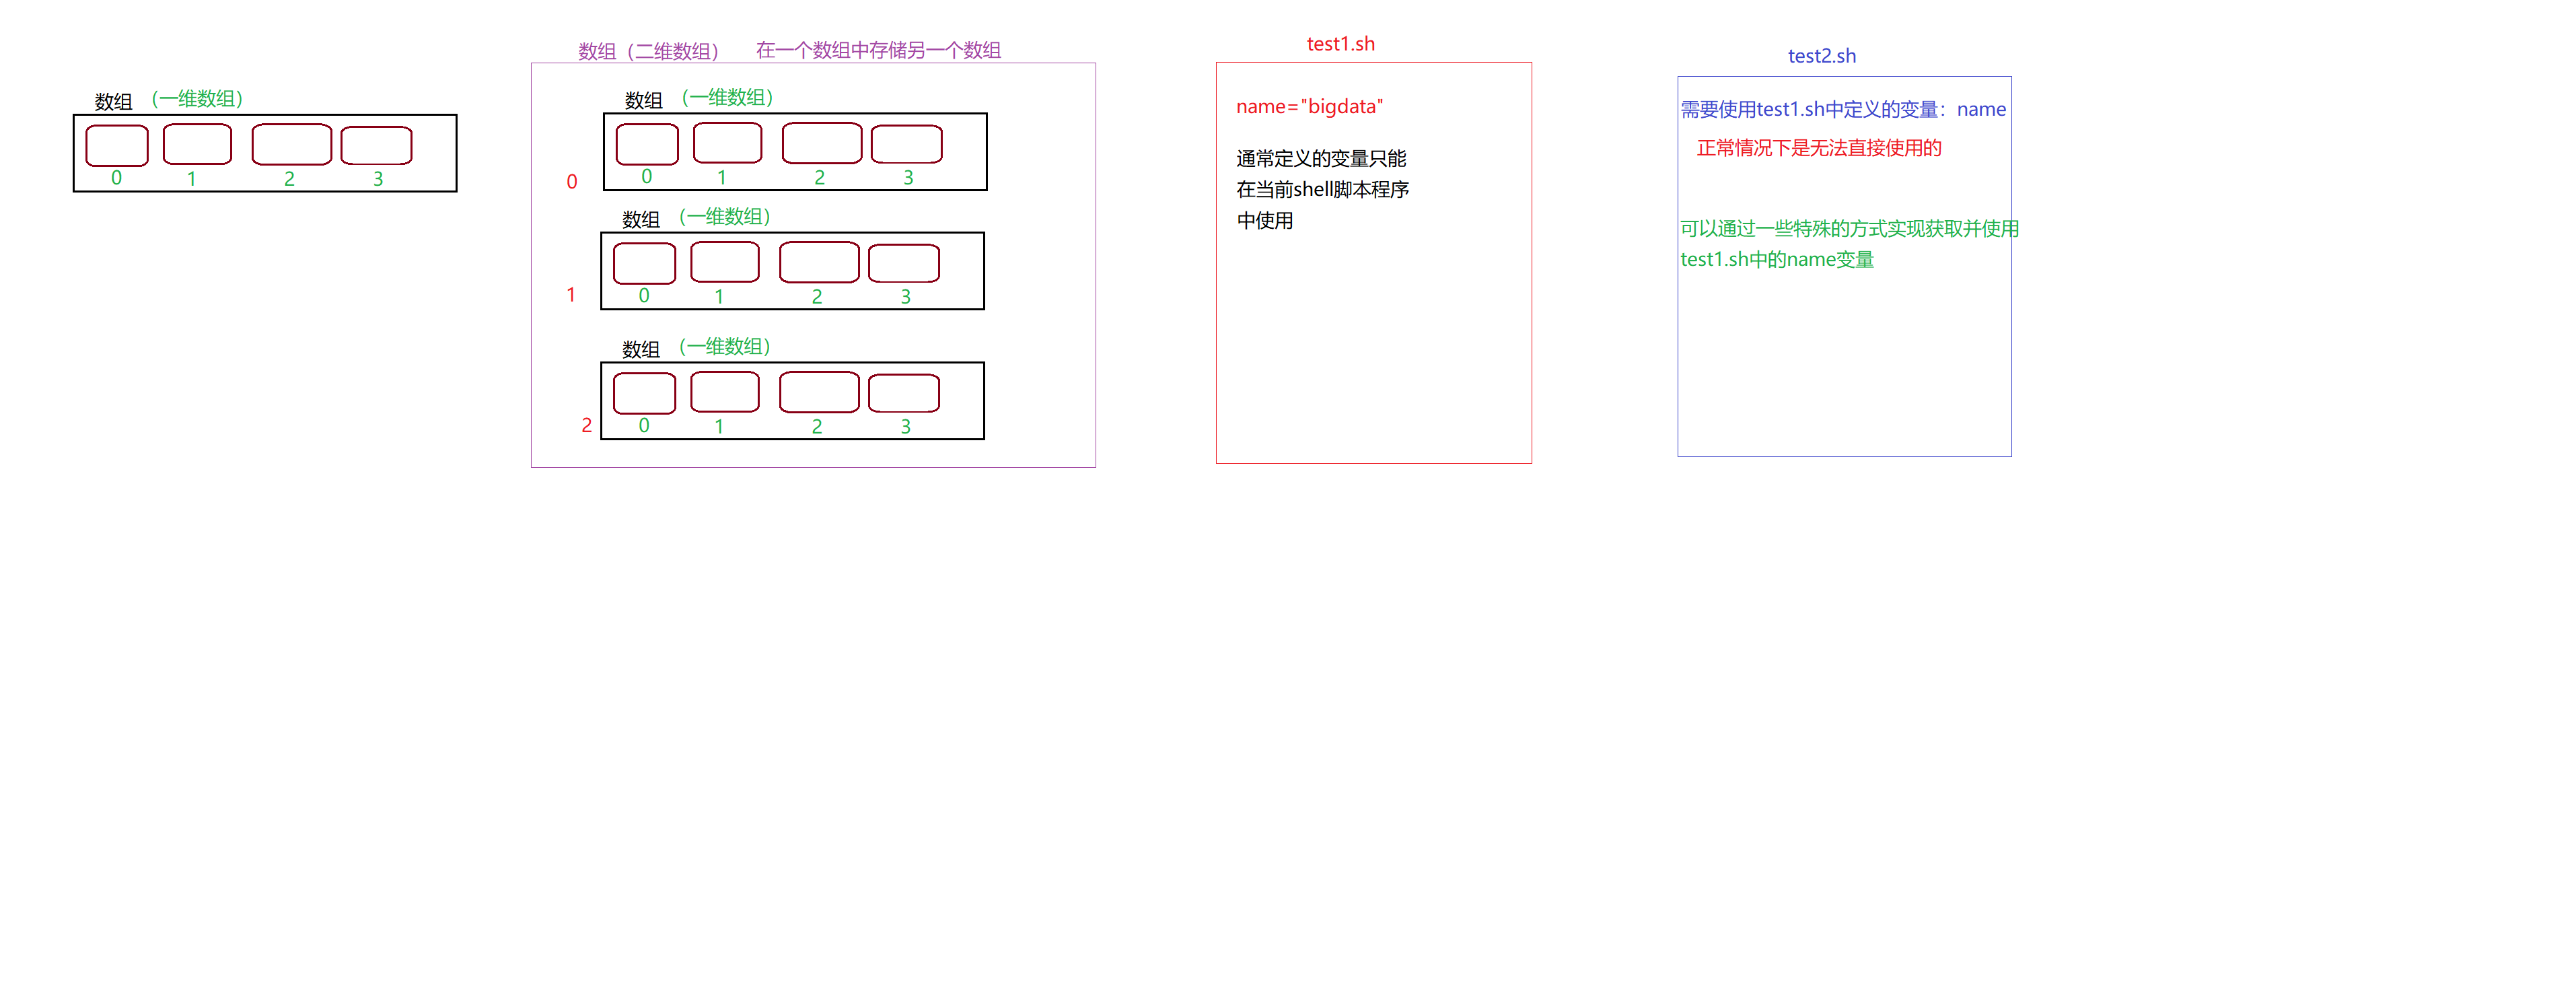 数组 （一维数组）
0 1 2 3
数组（二维数组） 在一个数组中存储另一个数组
数组 （一维数组）
0 1 2 3
0
数组 （一维数组）
0 1 2 3
1
数组 （一维数组）
0 1 2 3
2
test1.sh
name="bigdata"
通常定义的变量只能
在当前shell脚本程序
中使用
test2.sh
需要使用test1.sh中定义的变量：name
正常情况下是无法直接使用的
可以通过一些特殊的方式实现获取并使用
test1.sh中的name变量